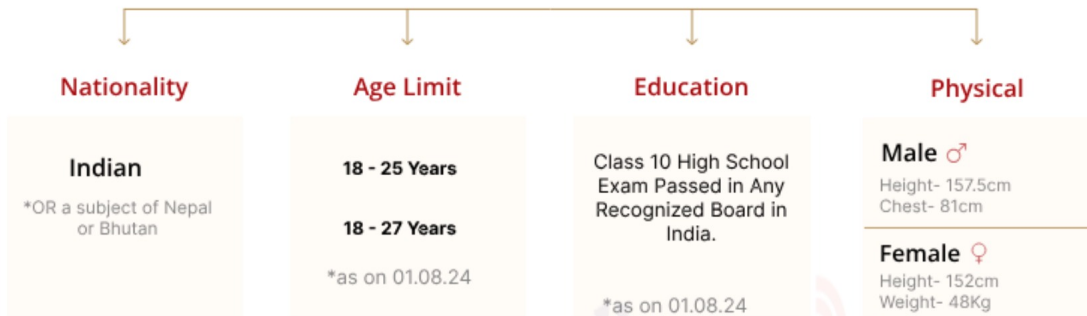 Nationality
Indian
*OR a subject of Nepal
or Bhutan
Age Limit
18 - 25 Years
18 - 27 Years
*as on 01.08.24
Education
Class 10 High School
Exam Passed in Any
Recognized Board in
India.
*as on 01.08.24
Physical
Male ♂
Height- 157.5cm
Chest- 81cm
Female ♀
Height- 152cm
Weight- 48Kg